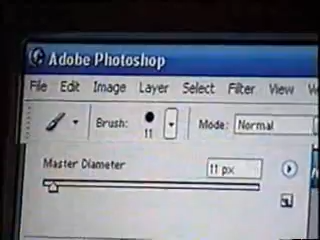 Adobe Photoshop
File Edit Image Layer Select Filter View
Brush: 11 Mode: Normal
Master Diameter 11 px